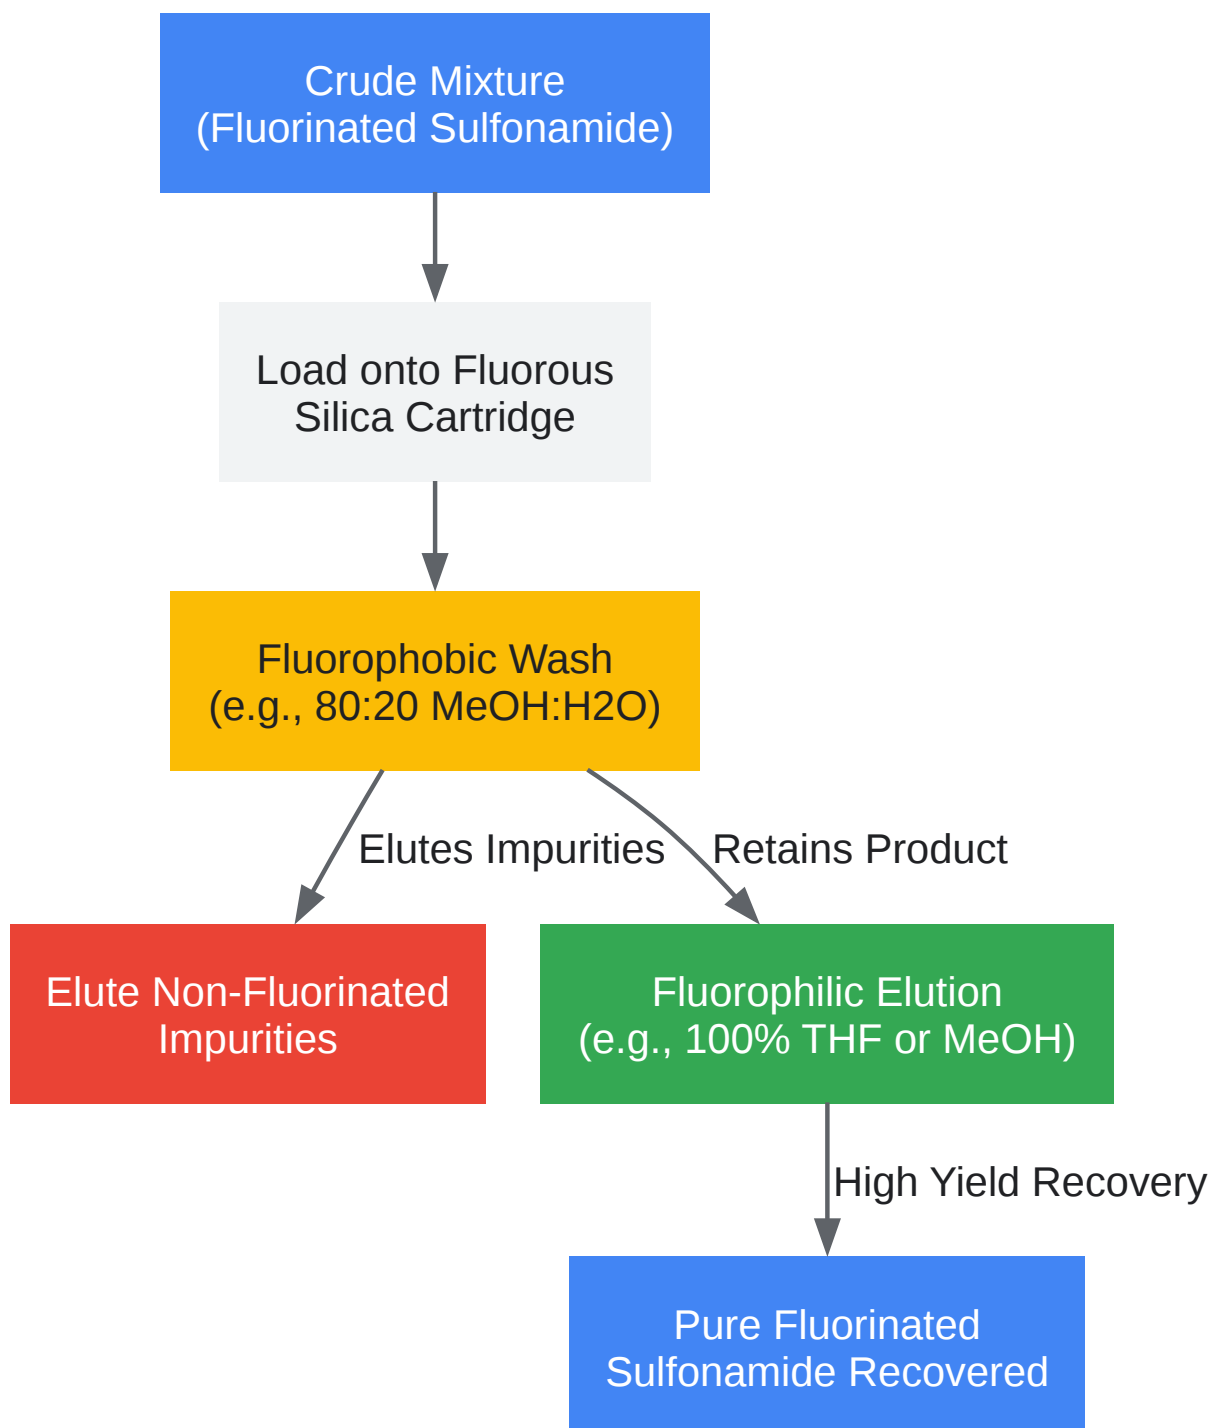 Crude Mixture
(Fluorinated Sulfonamide)
Load onto Fluorous
Silica Cartridge
Fluorophobic Wash
(e.g., 80:20 MeOH:H2O)
Elutes Impurities
Retains Product
Elute Non-Fluorinated
Impurities
Fluorophilic Elution
(e.g., 100% THF or MeOH)
High Yield Recovery
Pure Fluorinated
Sulfonamide Recovered